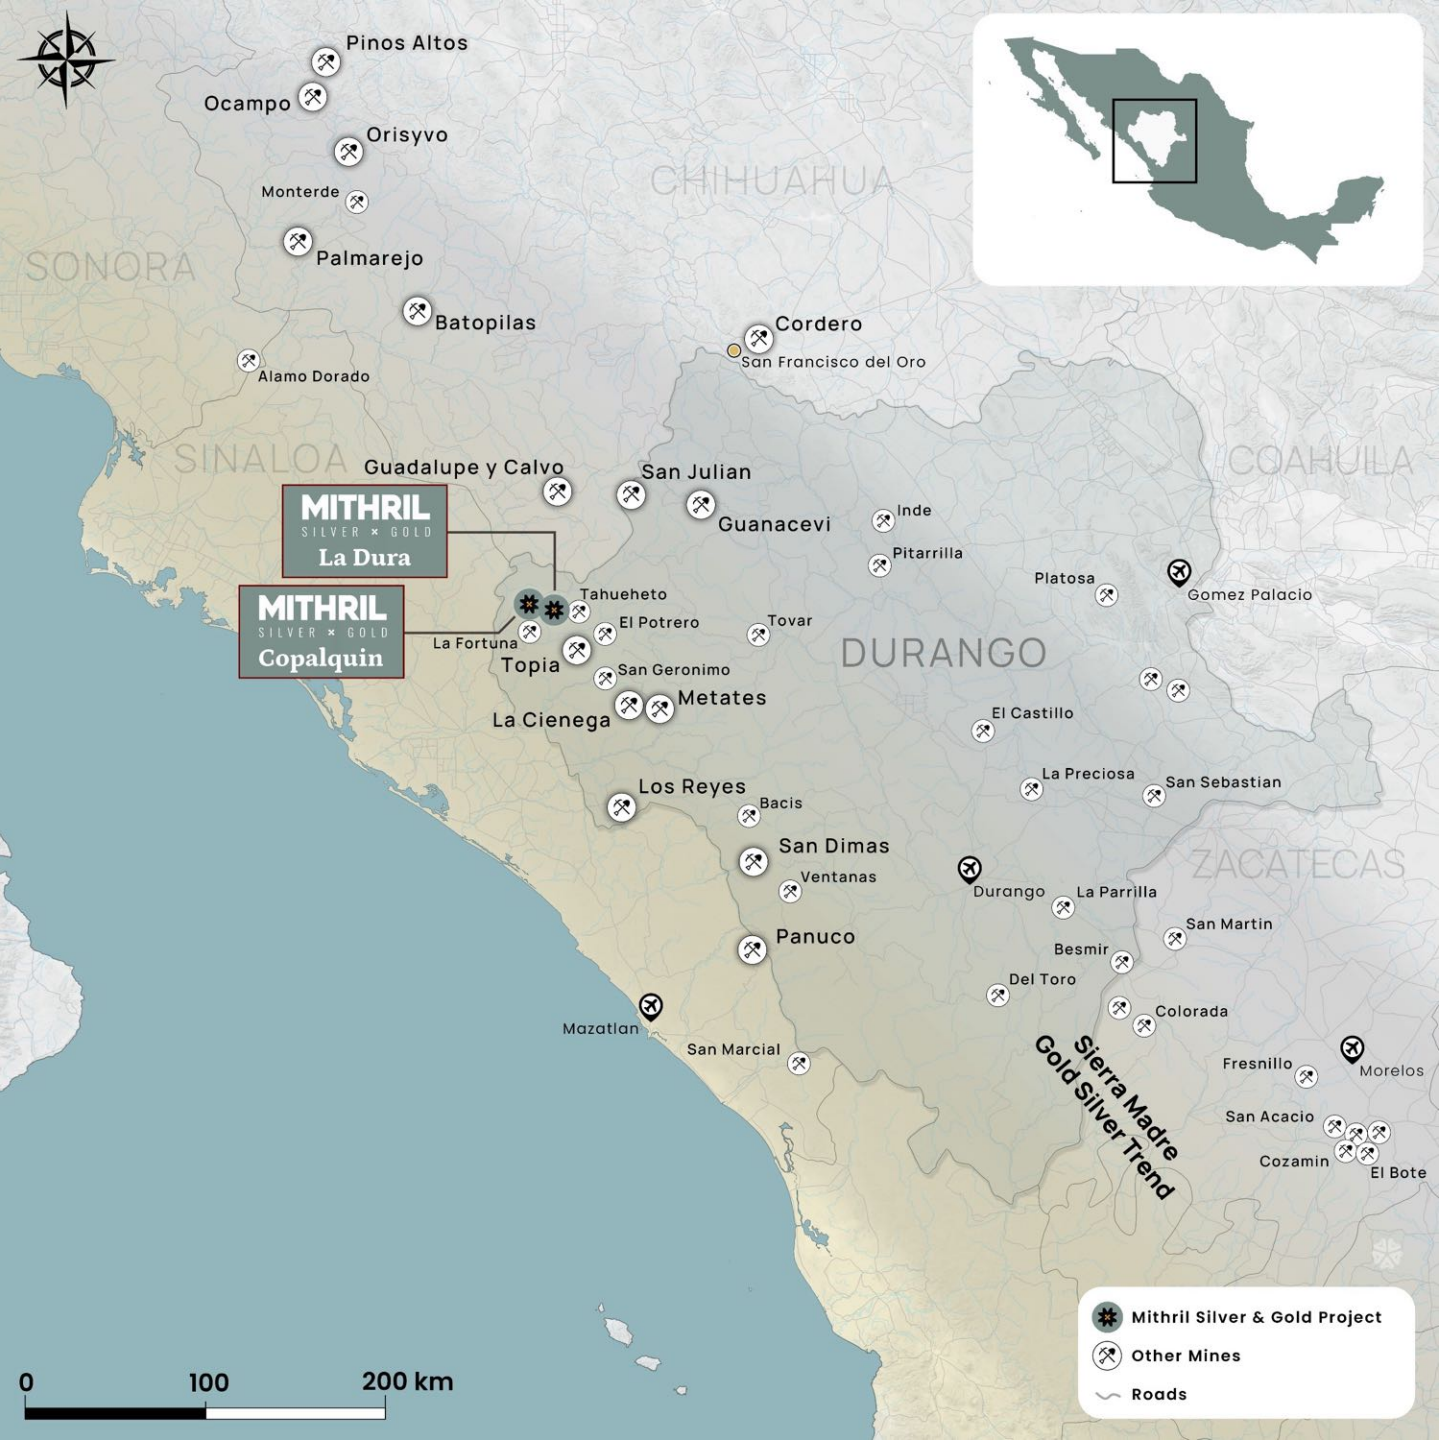 Pinos Altos
Ocampo
Orisyvo
Monterde
CHIHUAHUA
SONORA
Palmarejo
Batopilas
Cordero
San Francisco del Oro
Alamo Dorado
SINALOA
COAHUILA
Guadalupe y Calvo
San Julian
Guanacevi
Inde
Pitarrilla
MITHRIL
SILVER × GOLD
La Dura
Platosa
Gomez Palacio
MITHRIL
SILVER × GOLD
Copalquin
Tahueheto
El Potrero
Tovar
La Fortuna
Topia
San Geronimo
DURANGO
Metates
La Cienega
El Castillo
Los Reyes
La Preciosa
San Sebastian
Bacis
San Dimas
ZACATECAS
Ventanas
Durango
La Parrilla
San Martin
Panuco
Besmir
Del Toro
Colorada
Mazatlan
San Marcial
Sierra Madre
Gold Silver Trend
Fresnillo
Morelos
San Acacio
Cozamin
El Bote
Mithril Silver & Gold Project
Other Mines
Roads
0 100 200 km